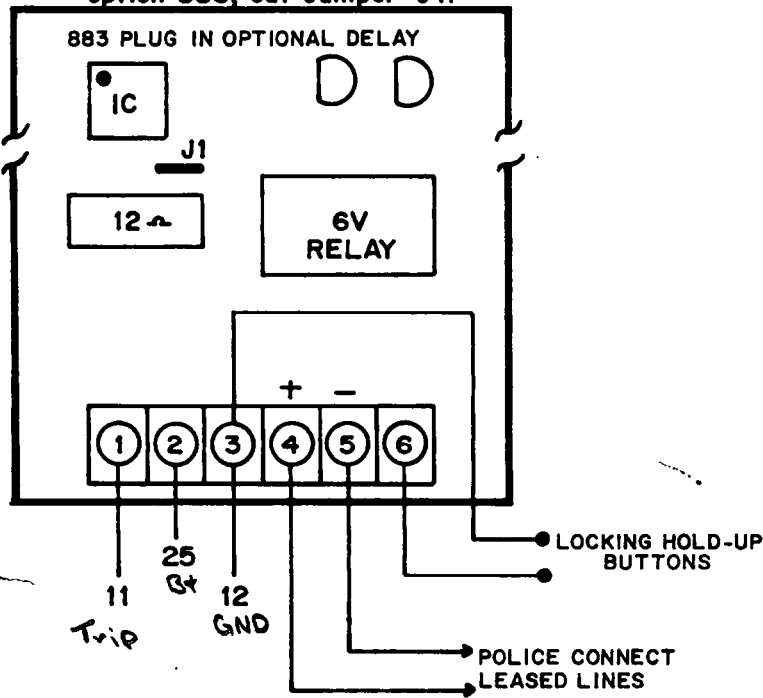 883 PLUG IN OPTIONAL DELAY
IC
J1
12 Ω
6V
RELAY
+ −
1 2 3 4 5 6
LOCKING HOLD-UP
BUTTONS
25
B+
11
12
Trip
GND
POLICE CONNECT
LEASED LINES